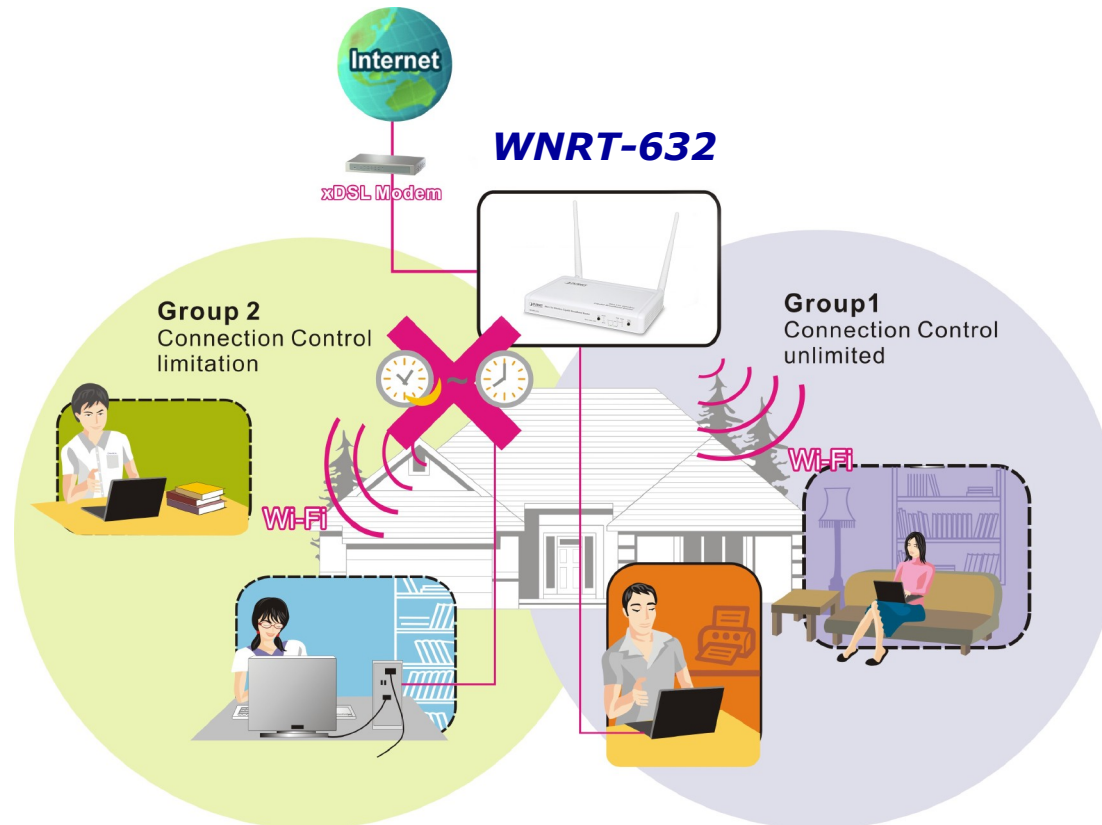 Internet
WNRT-632
xDSL Modem
Group 2
Connection Control
limitation
Group1
Connection Control
unlimited
Wi-Fi
Wi-Fi